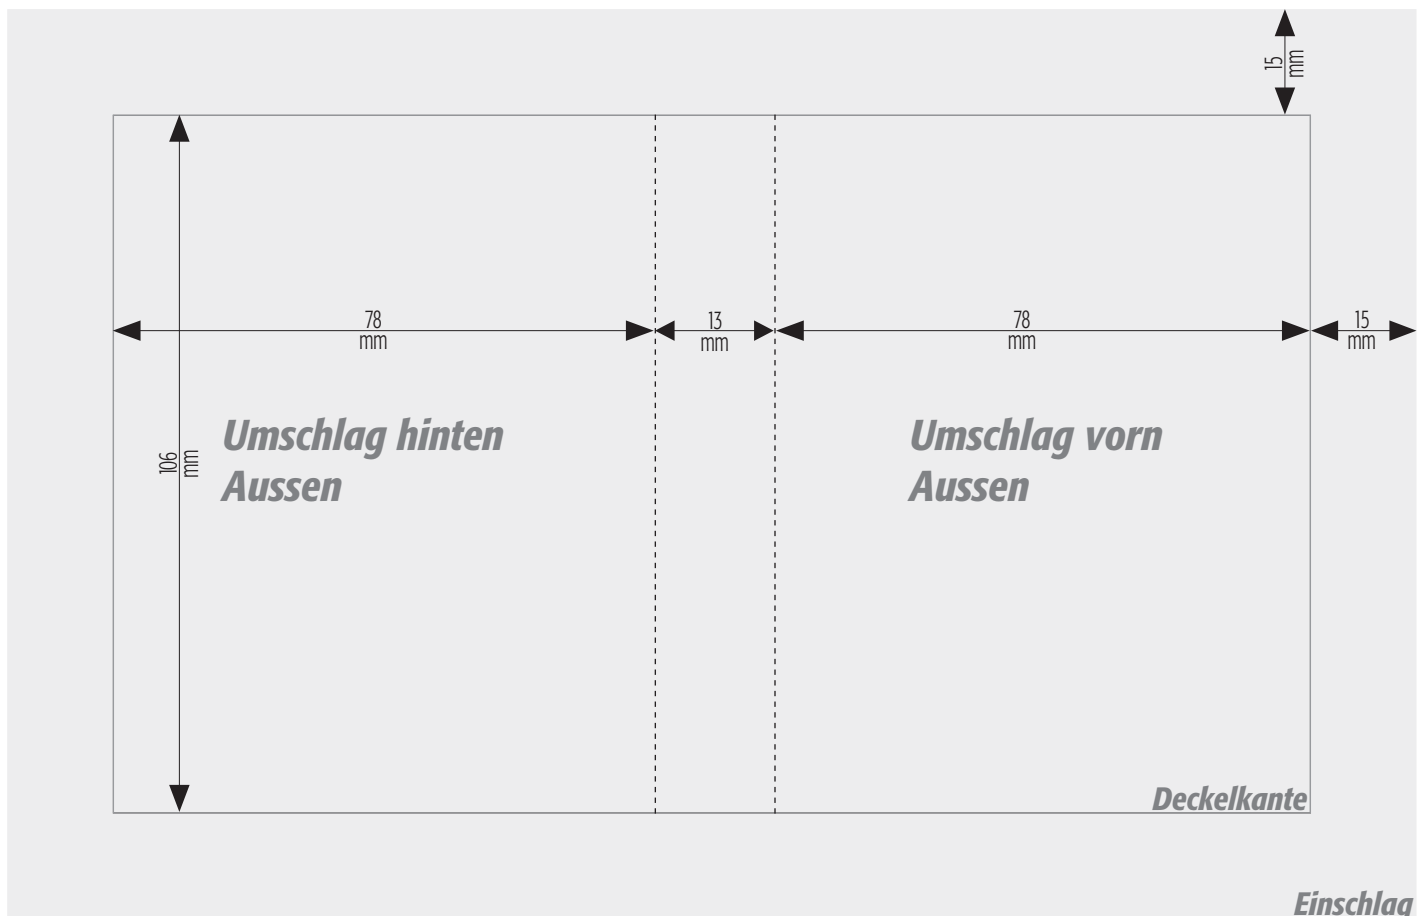 15
mm
78
mm
13
mm
78
mm
15
mm
Umschlag hinten
Aussen
Umschlag vorn
Aussen
106
mm
Deckelkante
Einschlag